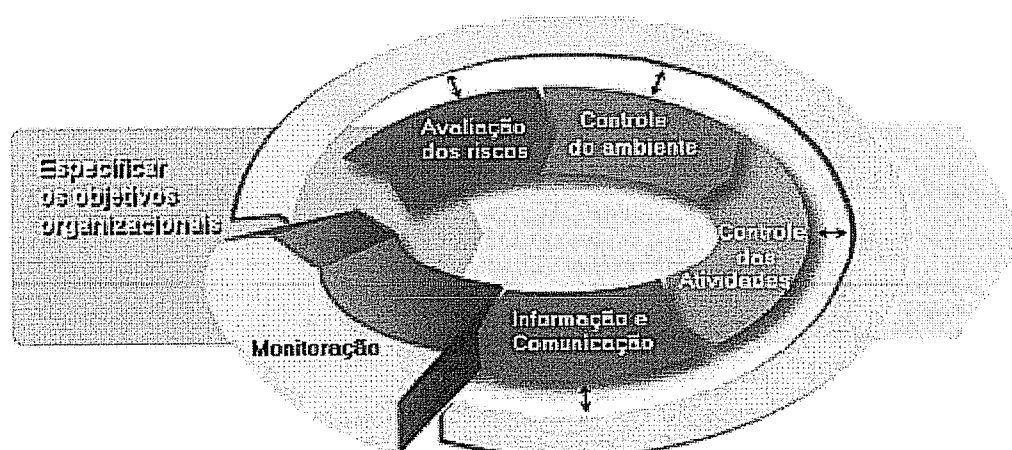 Especificar
os objetivos
organizacionais
Avaliação
dos riscos
Controle
do ambiente
Controle
das
Atividades
Informação e
Comunicação
Monitoração